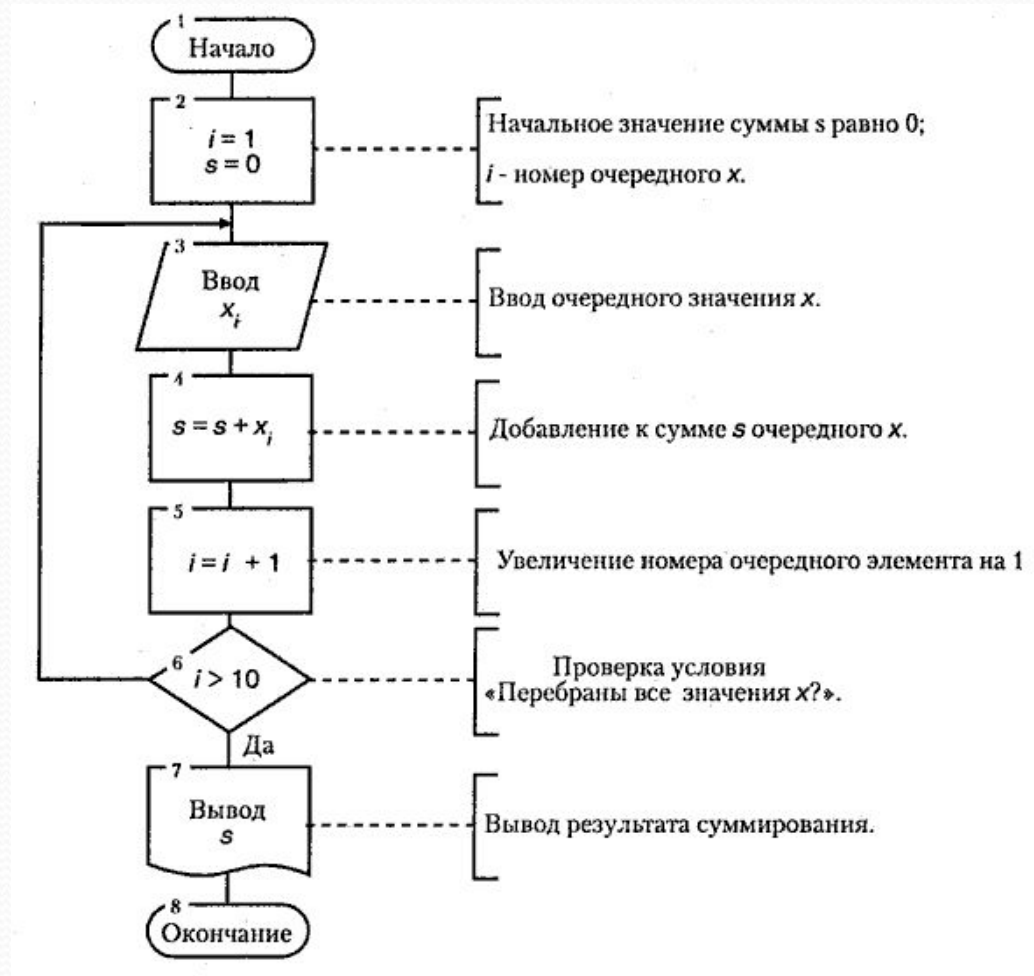 1
Начало
2
i = 1
s = 0
Начальное значение суммы s равно 0;
i - номер очередного x.
3
Ввод
xi
Ввод очередного значения x.
4
s = s + xi
Добавление к сумме s очередного x.
5
i = i + 1
Увеличение номера очередного элемента на 1
6
i > 10
Проверка условия
«Перебраны все значения x?».
Да
7
Вывод
s
Вывод результата суммирования.
8
Окончание